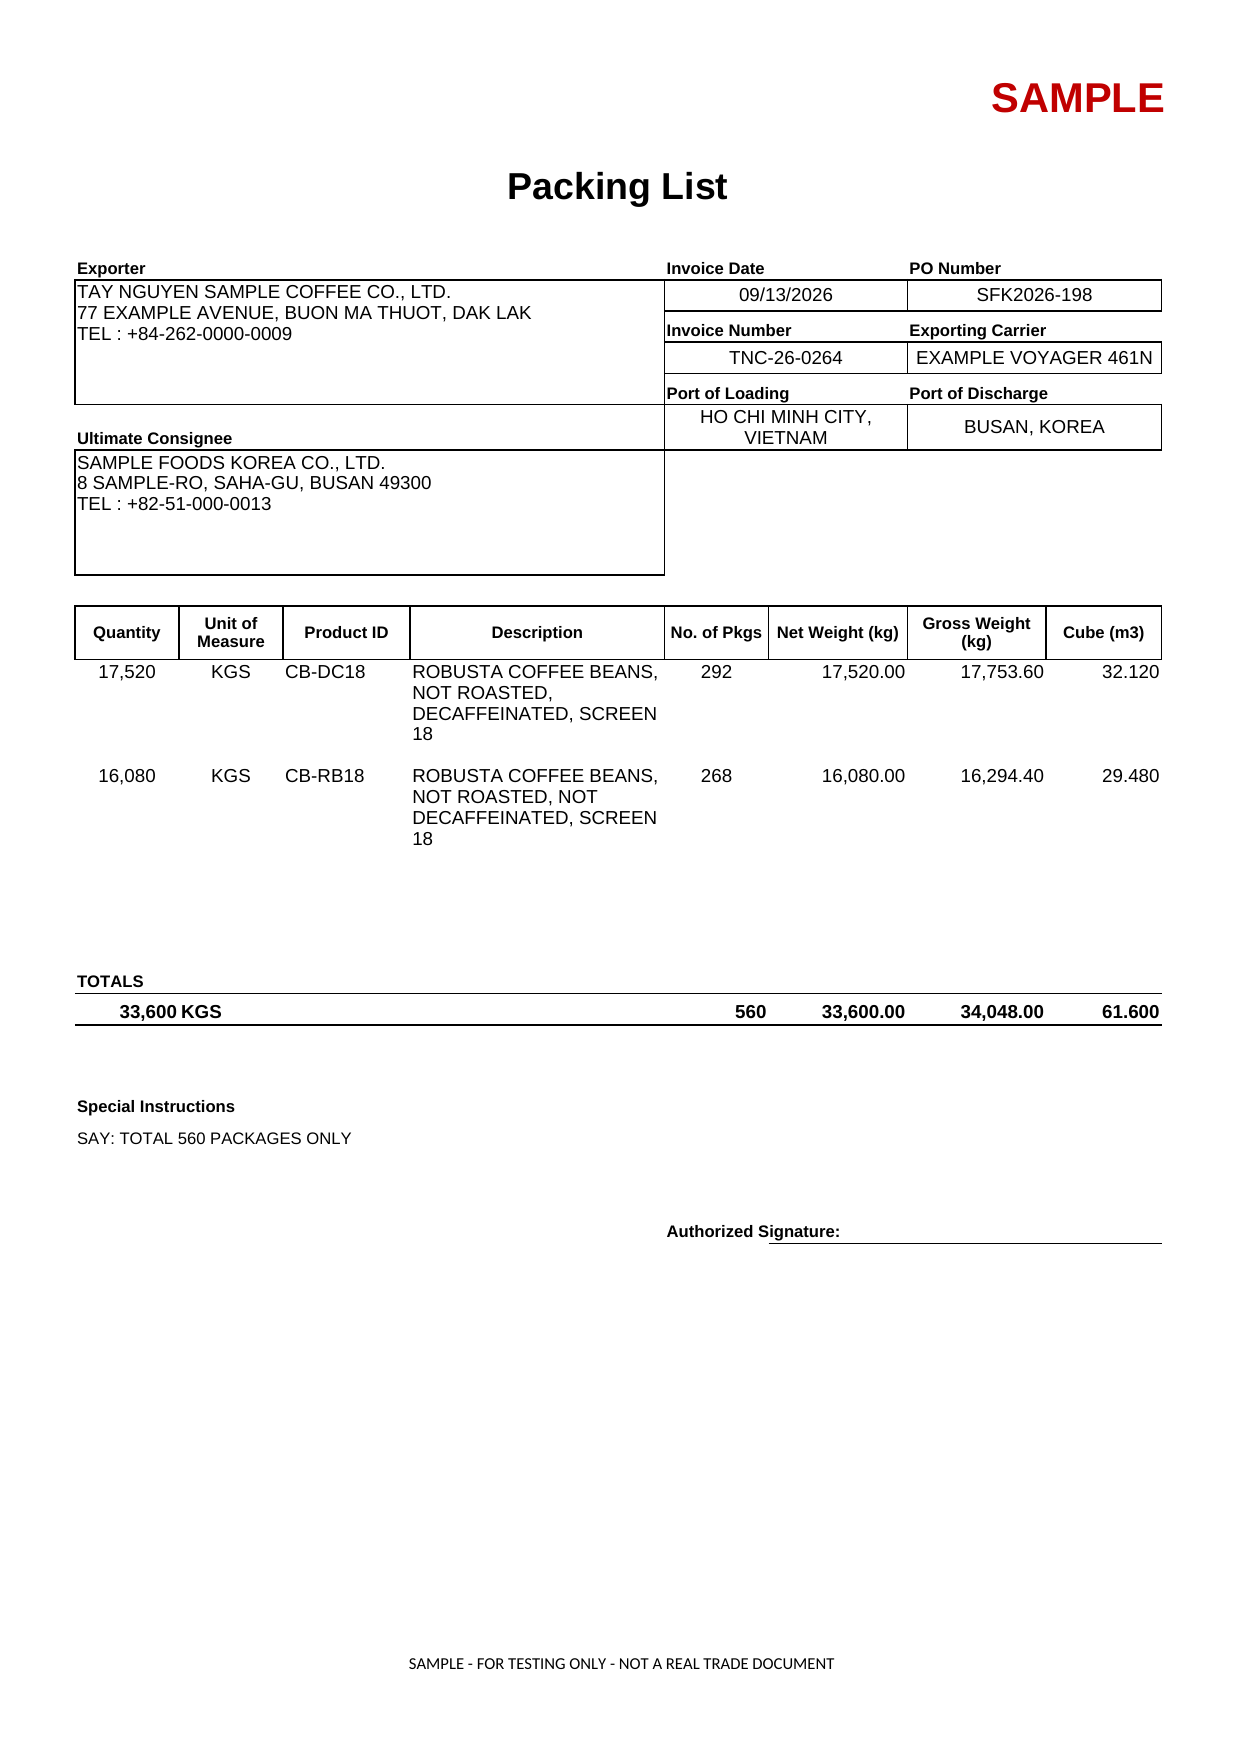 SAMPLE
Packing List
Exporter
Invoice Date
PO Number
TAY NGUYEN SAMPLE COFFEE CO., LTD.
77 EXAMPLE AVENUE, BUON MA THUOT, DAK LAK
TEL : +84-262-0000-0009
09/13/2026
SFK2026-198
Invoice Number
Exporting Carrier
TNC-26-0264
EXAMPLE VOYAGER 461N
Port of Loading
Port of Discharge
HO CHI MINH CITY,
VIETNAM
BUSAN, KOREA
Ultimate Consignee
SAMPLE FOODS KOREA CO., LTD.
8 SAMPLE-RO, SAHA-GU, BUSAN 49300
TEL : +82-51-000-0013
Quantity
Unit of
Measure
Product ID
Description
No. of Pkgs
Net Weight (kg)
Gross Weight
(kg)
Cube (m3)
17,520 KGS CB-DC18 ROBUSTA COFFEE BEANS, 292 17,520.00 17,753.60 32.120
NOT ROASTED,
DECAFFEINATED, SCREEN
18
16,080 KGS CB-RB18 ROBUSTA COFFEE BEANS, 268 16,080.00 16,294.40 29.480
NOT ROASTED, NOT
DECAFFEINATED, SCREEN
18
TOTALS
33,600 KGS 560 33,600.00 34,048.00 61.600
Special Instructions
SAY: TOTAL 560 PACKAGES ONLY
Authorized Signature:
SAMPLE - FOR TESTING ONLY - NOT A REAL TRADE DOCUMENT